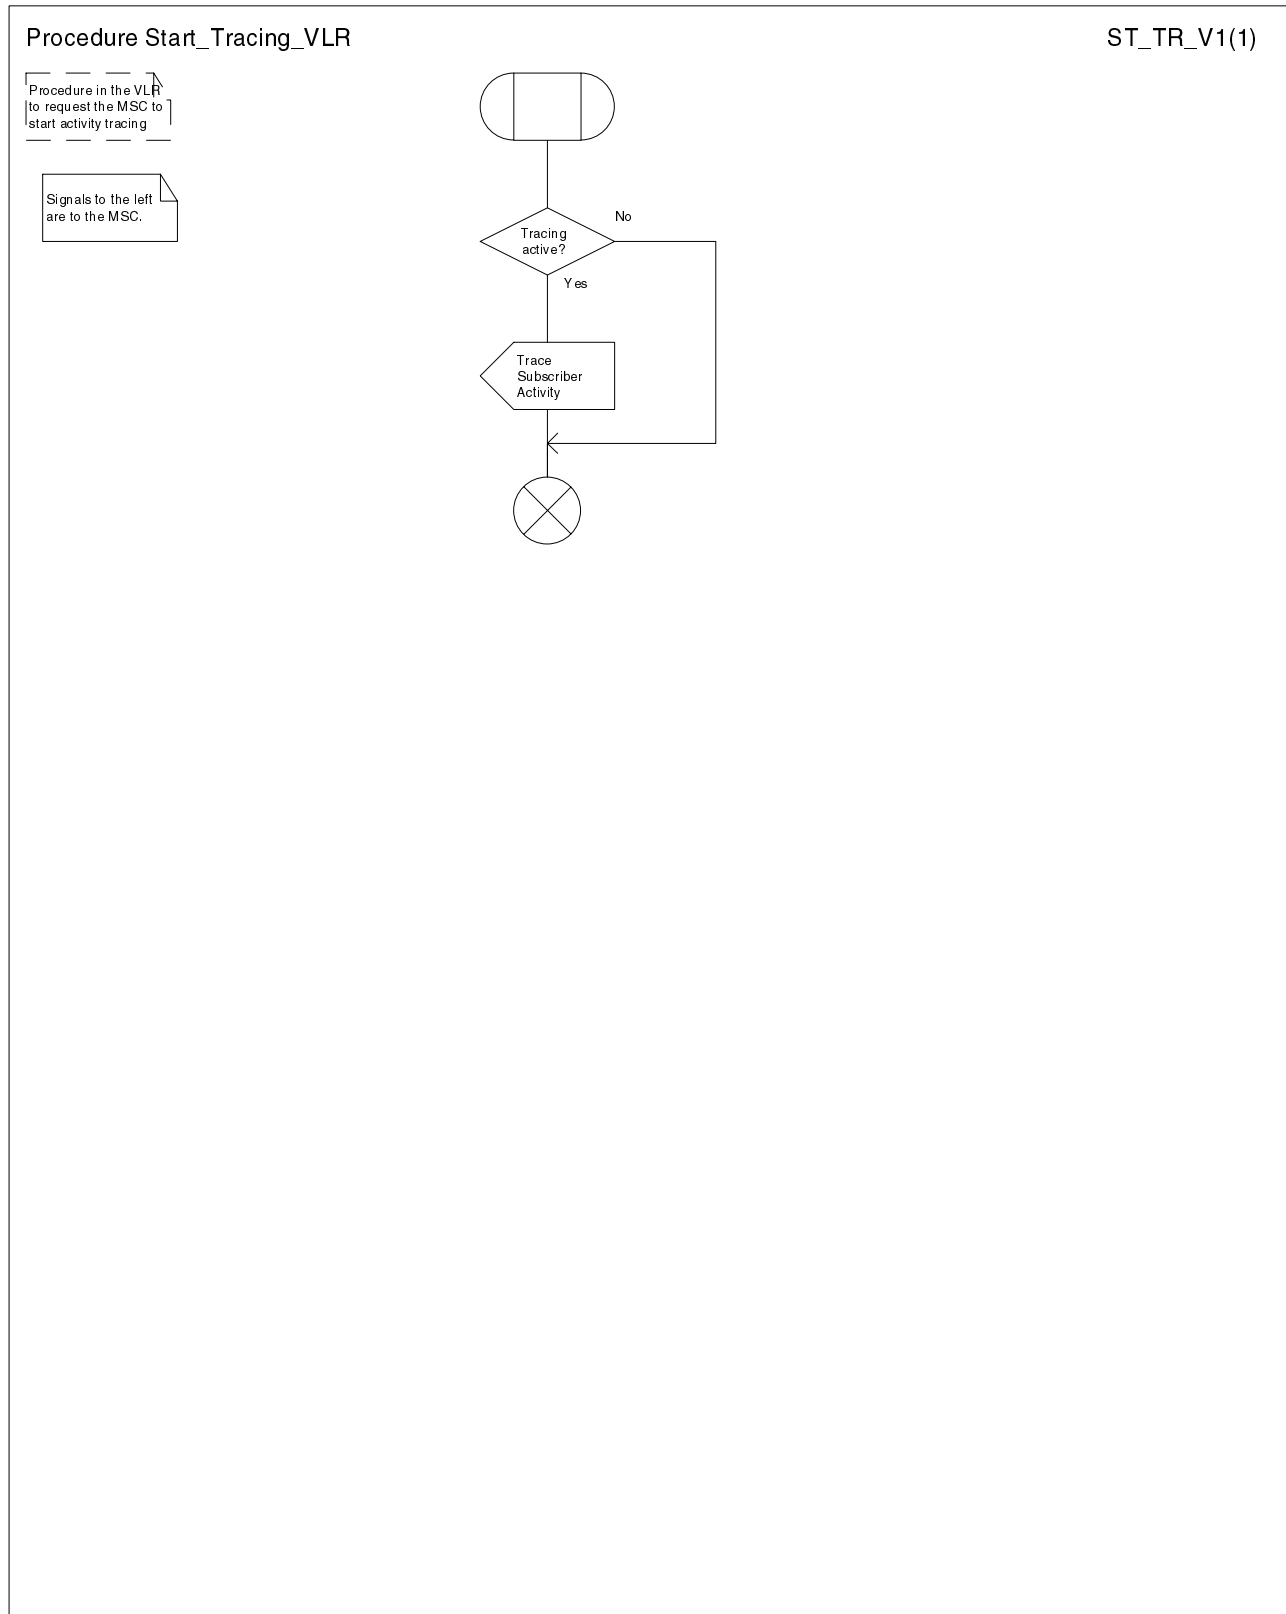 Procedure Start_Tracing_VLR
ST_TR_V1(1)
Procedure in the VLR
to request the MSC to
start activity tracing
Signals to the left
are to the MSC.
Tracing
active?
No
Yes
Trace
Subscriber
Activity